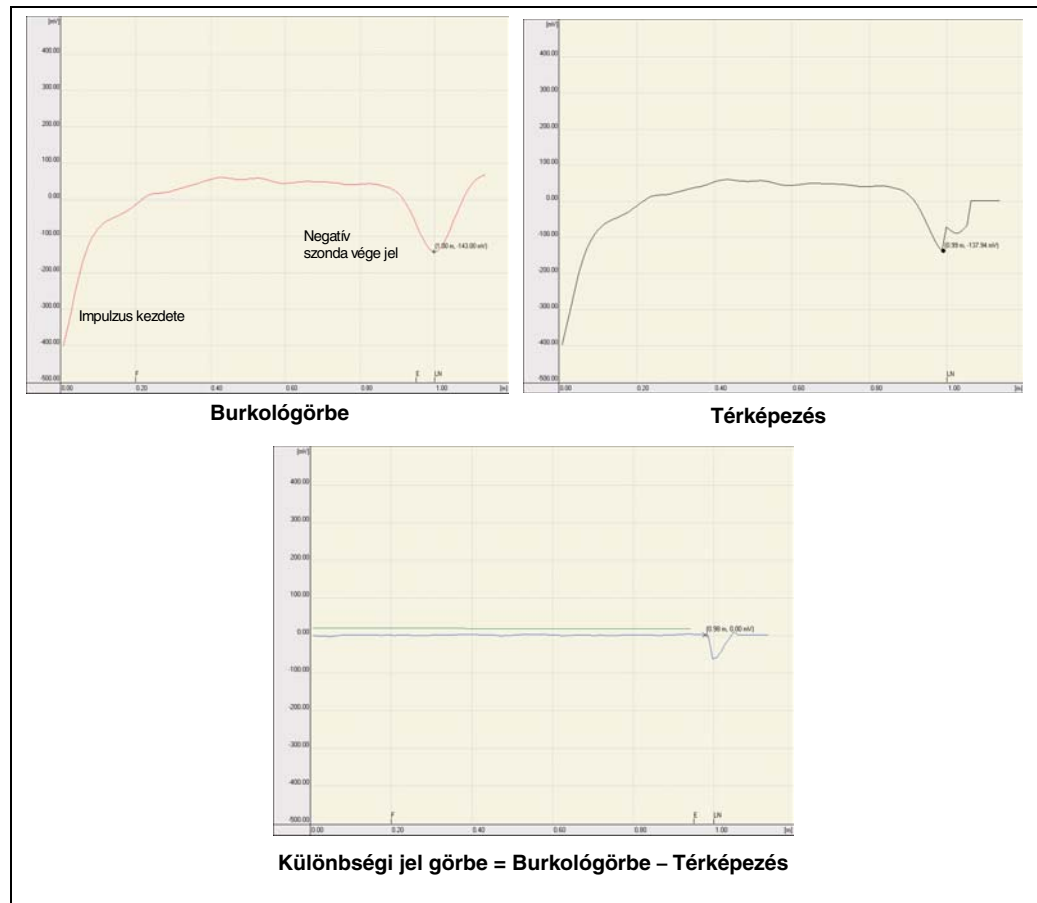 [mV]
400.00
300.00
200.00
100.00
0.00
-100.00
-200.00
-300.00
-400.00
-500.00
Negatív
szonda vége jel
(1.00 m, -143.00 mV)
Impulzus kezdete
F
E
LN
0.00
0.20
0.40
0.60
0.80
1.00
[m]
Burkológörbe
[mV]
400.00
300.00
200.00
100.00
0.00
-100.00
-200.00
-300.00
-400.00
-500.00
(0.99 m, -137.94 mV)
LN
0.00
0.20
0.40
0.60
0.80
1.00
[m]
Térképezés
[mV]
400.00
300.00
200.00
100.00
0.00
-100.00
-200.00
-300.00
-400.00
-500.00
(0.98 m, 0.00 mV)
F
E
LN
0.00
0.20
0.40
0.60
0.80
1.00
[m]
Különbségi jel görbe = Burkológörbe – Térképezés